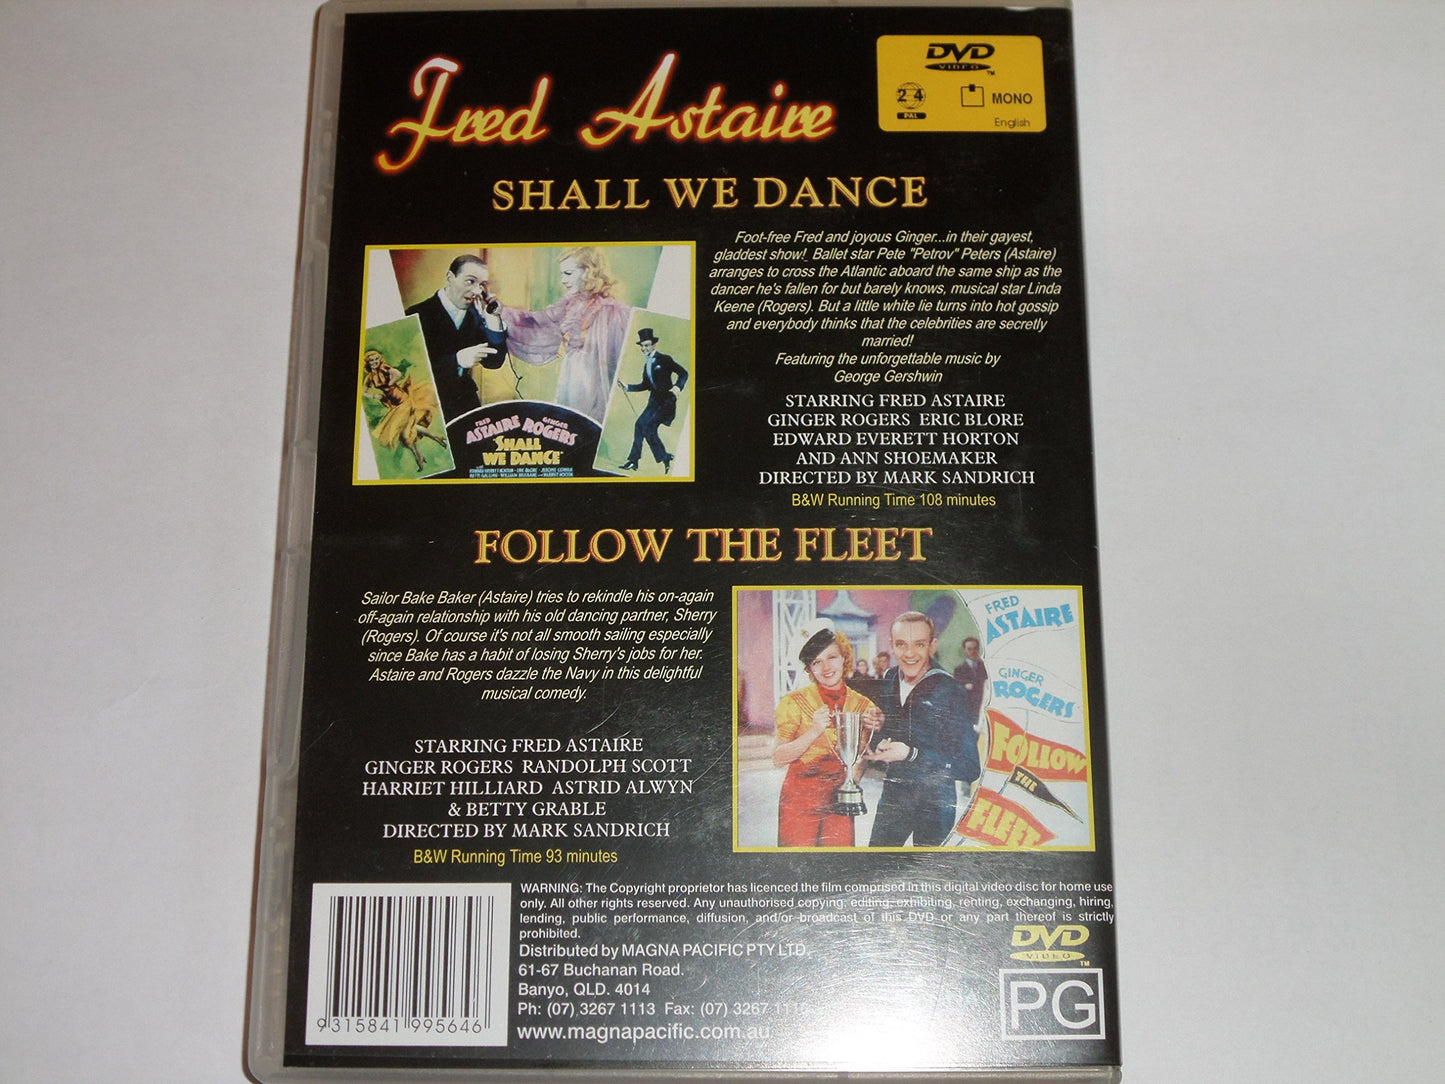 Fred Astaire
DVD
VIDEO
TM
2 4
PAL
MONO
English
SHALL WE DANCE
Foot-free Fred and joyous Ginger...in their gayest,
gladdest show! Ballet star Pete "Petrov" Peters (Astaire)
arranges to cross the Atlantic aboard the same ship as the
dancer he's fallen for but barely knows, musical star Linda
Keene (Rogers). But a little white lie turns into hot gossip
and everybody thinks that the celebrities are secretly
married!
Featuring the unforgettable music by
George Gershwin
STARRING FRED ASTAIRE
GINGER ROGERS ERIC BLORE
EDWARD EVERETT HORTON
AND ANN SHOEMAKER
DIRECTED BY MARK SANDRICH
B&W Running Time 108 minutes
FRED GINGER
ASTAIRE ROGERS
"SHALL
WE DANCE"
FOLLOW THE FLEET
Sailor Bake Baker (Astaire) tries to rekindle his on-again
off-again relationship with his old dancing partner, Sherry
(Rogers). Of course it's not all smooth sailing especially
since Bake has a habit of losing Sherry's jobs for her.
Astaire and Rogers dazzle the Navy in this delightful
musical comedy.
STARRING FRED ASTAIRE
GINGER ROGERS RANDOLPH SCOTT
HARRIET HILLIARD ASTRID ALWYN
& BETTY GRABLE
DIRECTED BY MARK SANDRICH
B&W Running Time 93 minutes
FRED
ASTAIRE
GINGER
ROGERS
FOLLOW
THE
FLEET
WARNING: The Copyright proprietor has licenced the film comprised in this digital video disc for home use
only. All other rights reserved. Any unauthorised copying, editing, exhibiting, renting, exchanging, hiring,
lending, public performance, diffusion, and/or broadcast of this DVD or any part thereof is strictly
prohibited.
Distributed by MAGNA PACIFIC PTY LTD,
61-67 Buchanan Road.
Banyo, QLD. 4014
Ph: (07) 3267 1113 Fax: (07) 3267
www.magnapacific.com.au
DVD
VIDEO
TM
PG
9 315841 995646